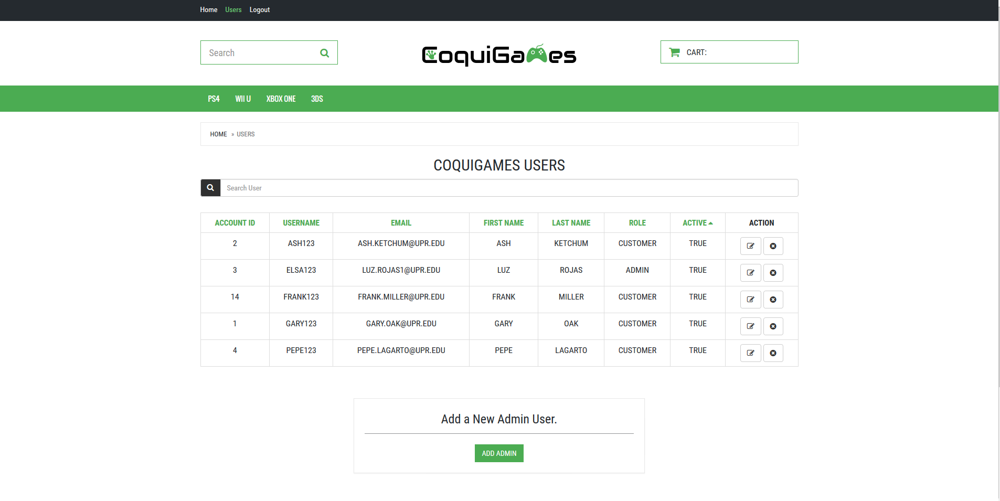 Home Users Logout
Search
CoquiGames
CART:
PS4 WII U XBOX ONE 3DS
HOME » USERS
COQUIGAMES USERS
Search User
ACCOUNT ID USERNAME EMAIL FIRST NAME LAST NAME ROLE ACTIVE ACTION
2 ASH123 ASH.KETCHUM@UPR.EDU ASH KETCHUM CUSTOMER TRUE
3 ELSA123 LUZ.ROJAS1@UPR.EDU LUZ ROJAS ADMIN TRUE
14 FRANK123 FRANK.MILLER@UPR.EDU FRANK MILLER CUSTOMER TRUE
1 GARY123 GARY.OAK@UPR.EDU GARY OAK CUSTOMER TRUE
4 PEPE123 PEPE.LAGARTO@UPR.EDU PEPE LAGARTO CUSTOMER TRUE
Add a New Admin User.
ADD ADMIN